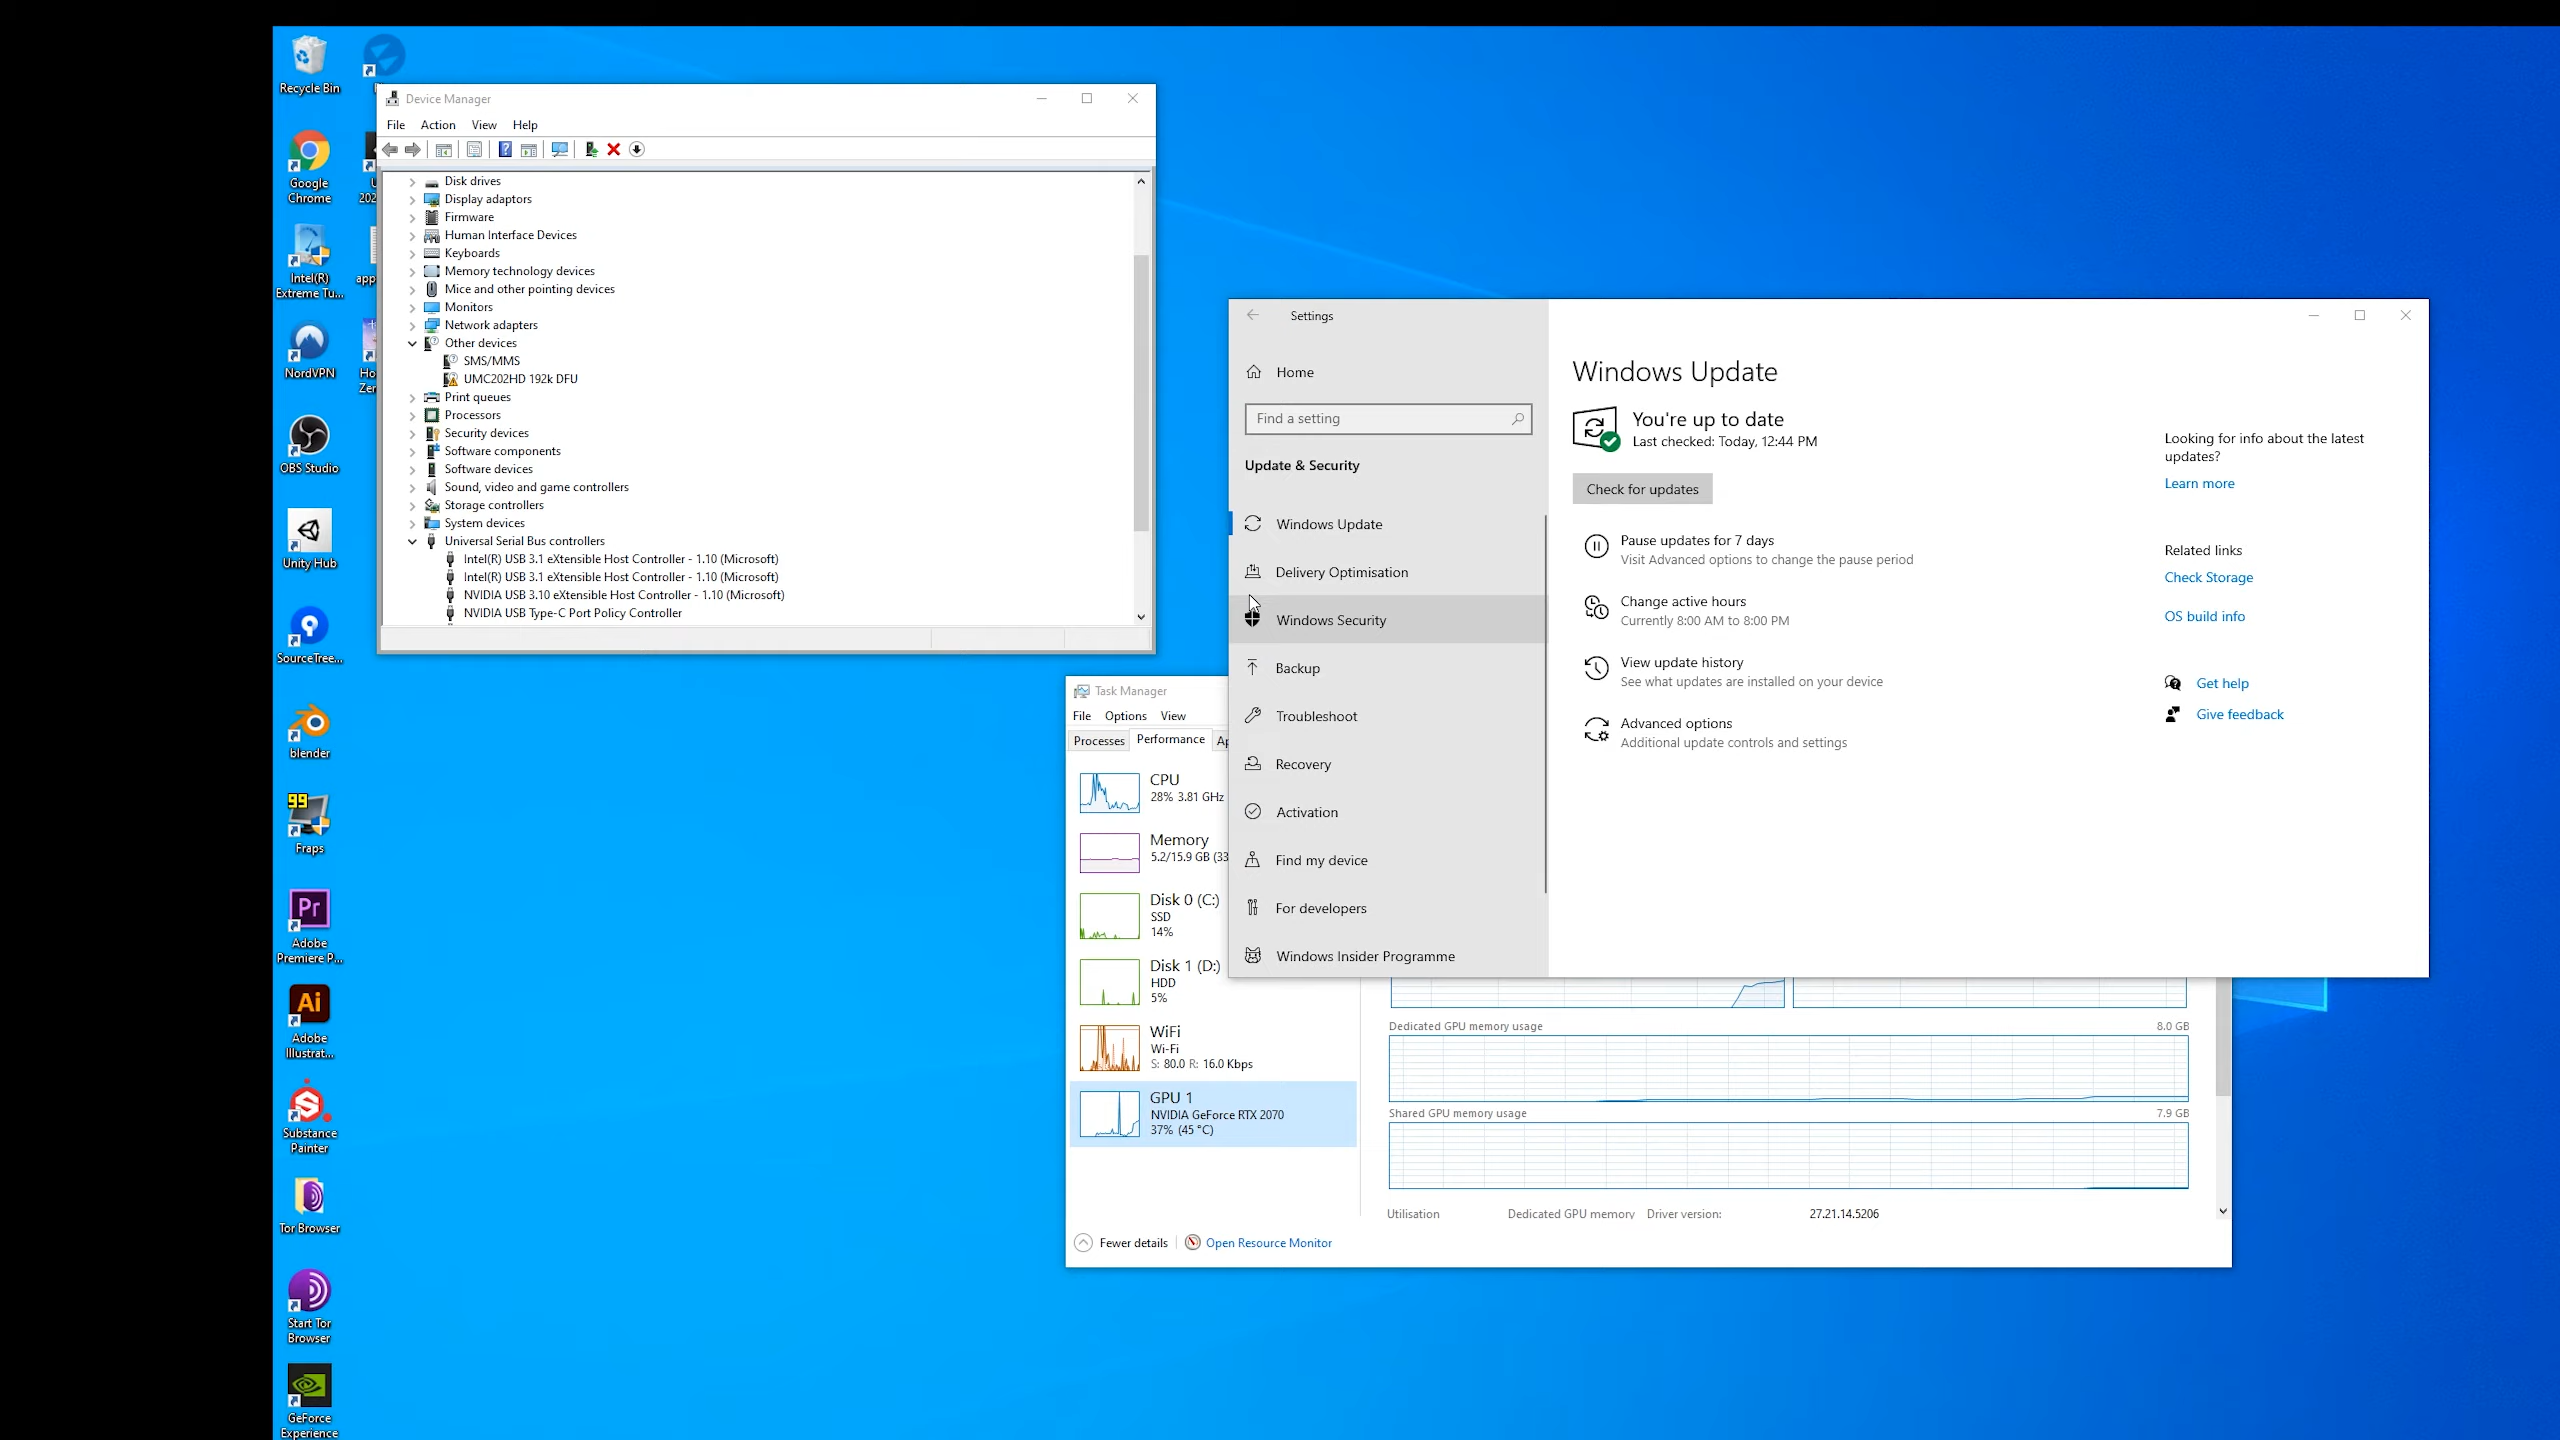 Recycle Bin
Google
Chrome
Intel(R)
Extreme Tu...
NordVPN
OBS Studio
Unity Hub
SourceTree...
blender
99
Fraps
Pr
Adobe
Premiere P...
Ai
Adobe
Illustrat...
Substance
Painter
Tor Browser
Start Tor
Browser
GeForce
Experience
202
app
Ho
Zer
Device Manager
File Action View Help
Disk drives
Display adaptors
Firmware
Human Interface Devices
Keyboards
Memory technology devices
Mice and other pointing devices
Monitors
Network adapters
Other devices
SMS/MMS
UMC202HD 192k DFU
Print queues
Processors
Security devices
Software components
Software devices
Sound, video and game controllers
Storage controllers
System devices
Universal Serial Bus controllers
Intel(R) USB 3.1 eXtensible Host Controller - 1.10 (Microsoft)
Intel(R) USB 3.1 eXtensible Host Controller - 1.10 (Microsoft)
NVIDIA USB 3.10 eXtensible Host Controller - 1.10 (Microsoft)
NVIDIA USB Type-C Port Policy Controller
Settings
Home
Find a setting
Update & Security
Windows Update
Delivery Optimisation
Windows Security
Backup
Troubleshoot
Recovery
Activation
Find my device
For developers
Windows Insider Programme
Windows Update
You're up to date
Last checked: Today, 12:44 PM
Check for updates
Pause updates for 7 days
Visit Advanced options to change the pause period
Change active hours
Currently 8:00 AM to 8:00 PM
View update history
See what updates are installed on your device
Advanced options
Additional update controls and settings
Looking for info about the latest
updates?
Learn more
Related links
Check Storage
OS build info
Get help
Give feedback
Task Manager
File Options View
Processes Performance Ap
CPU
28% 3.81 GHz
Memory
5.2/15.9 GB (33
Disk 0 (C:)
SSD
14%
Disk 1 (D:)
HDD
5%
WiFi
Wi-Fi
S: 80.0 R: 16.0 Kbps
GPU 1
NVIDIA GeForce RTX 2070
37% (45 °C)
Dedicated GPU memory usage 8.0 GB
Shared GPU memory usage 7.9 GB
Utilisation Dedicated GPU memory Driver version: 27.21.14.5206
Fewer details Open Resource Monitor